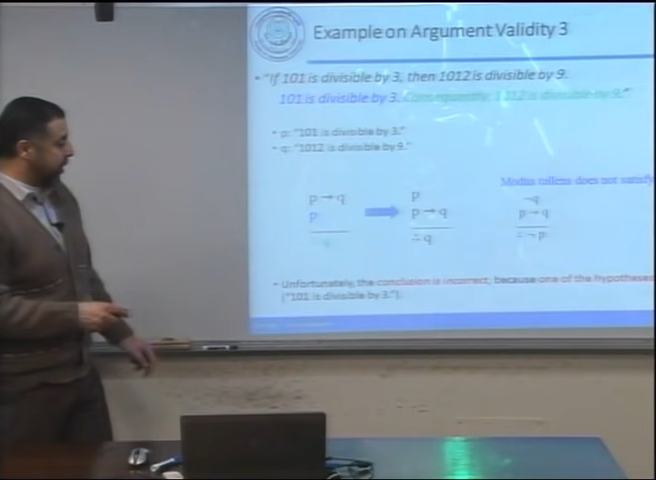 Example on Argument Validity 3
• "If 101 is divisible by 3, then 1012 is divisible by 9.
101 is divisible by 3. Consequently, 1012 is divisible by 9."
• p: "101 is divisible by 3."
• q: "1012 is divisible by 9."
Modus tollens does not satisfy
p → q
p
q
p
p → q
∴ q
¬q
p → q
∴ ¬ p
• Unfortunately, the conclusion is incorrect, because one of the hypotheses
("101 is divisible by 3.").